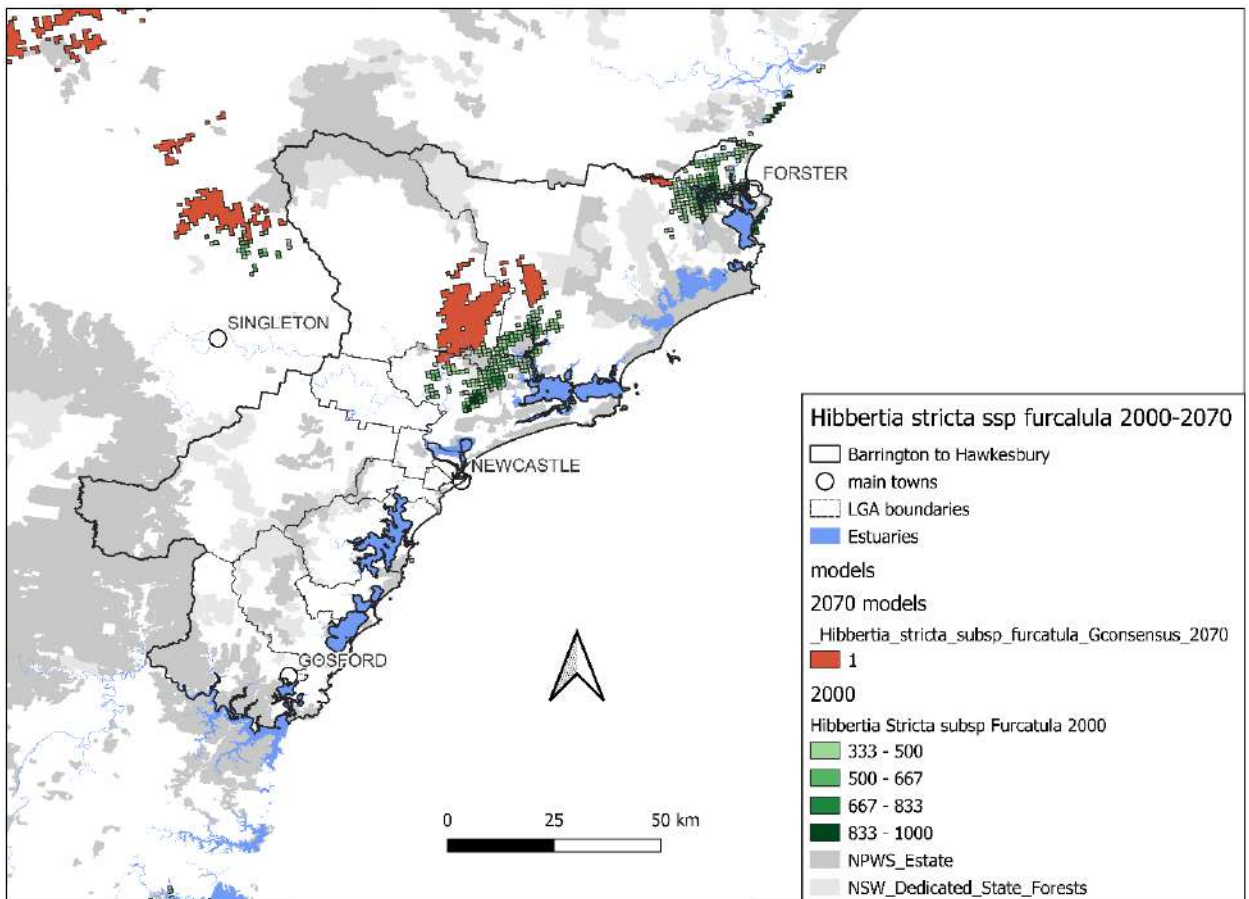 FORSTER
SINGLETON
NEWCASTLE
GOSFORD
0 25 50 km
Hibbertia stricta ssp furcalula 2000-2070
Barrington to Hawkesbury
main towns
LGA boundaries
Estuaries
models
2070 models
_Hibbertia_stricta_subsp_furcatula_Gconsensus_2070
1
2000
Hibbertia Stricta subsp Furcatula 2000
333 - 500
500 - 667
667 - 833
833 - 1000
NPWS_Estate
NSW_Dedicated_State_Forests